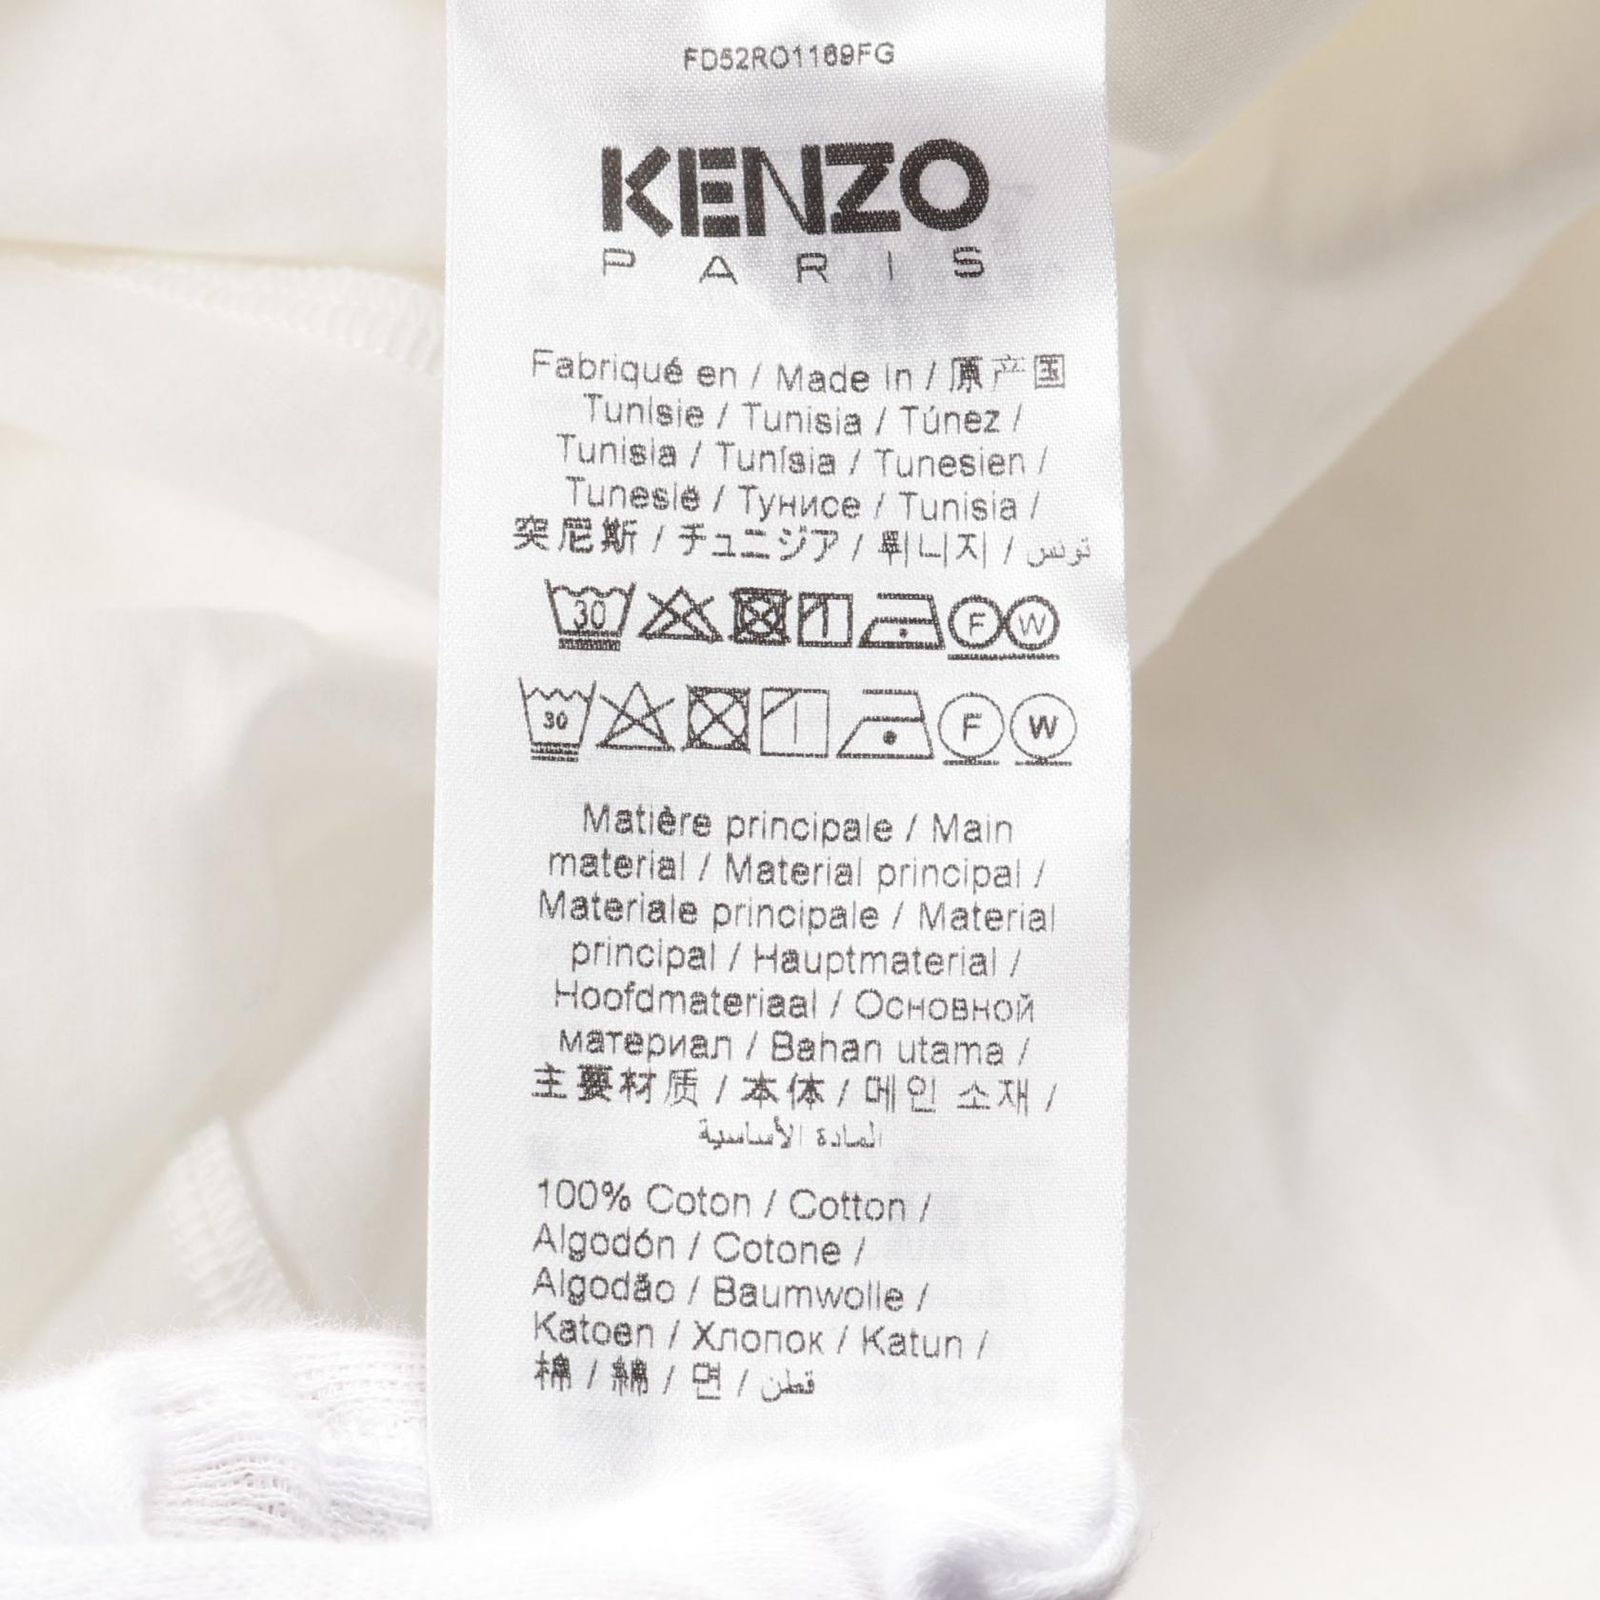 FD52RO1169FG
KENZO
PARIS
Fabriqué en / Made in / 原产国
Tunisie / Tunisia / Túnez /
Tunisia / Tunísia / Tunesien /
Tunesië / Тунисе / Tunisia /
突尼斯 / チュニジア / 튀니지 / تونس
30 F W
30 F W
Matière principale / Main
material / Material principal /
Materiale principale / Material
principal / Hauptmaterial /
Hoofdmateriaal / Основной
материал / Bahan utama /
主要材质 / 本体 / 메인 소재 /
المادة الأساسية
100% Coton / Cotton /
Algodón / Cotone /
Algodão / Baumwolle /
Katoen / Хлопок / Katun /
棉 / 綿 / 면 / قطن